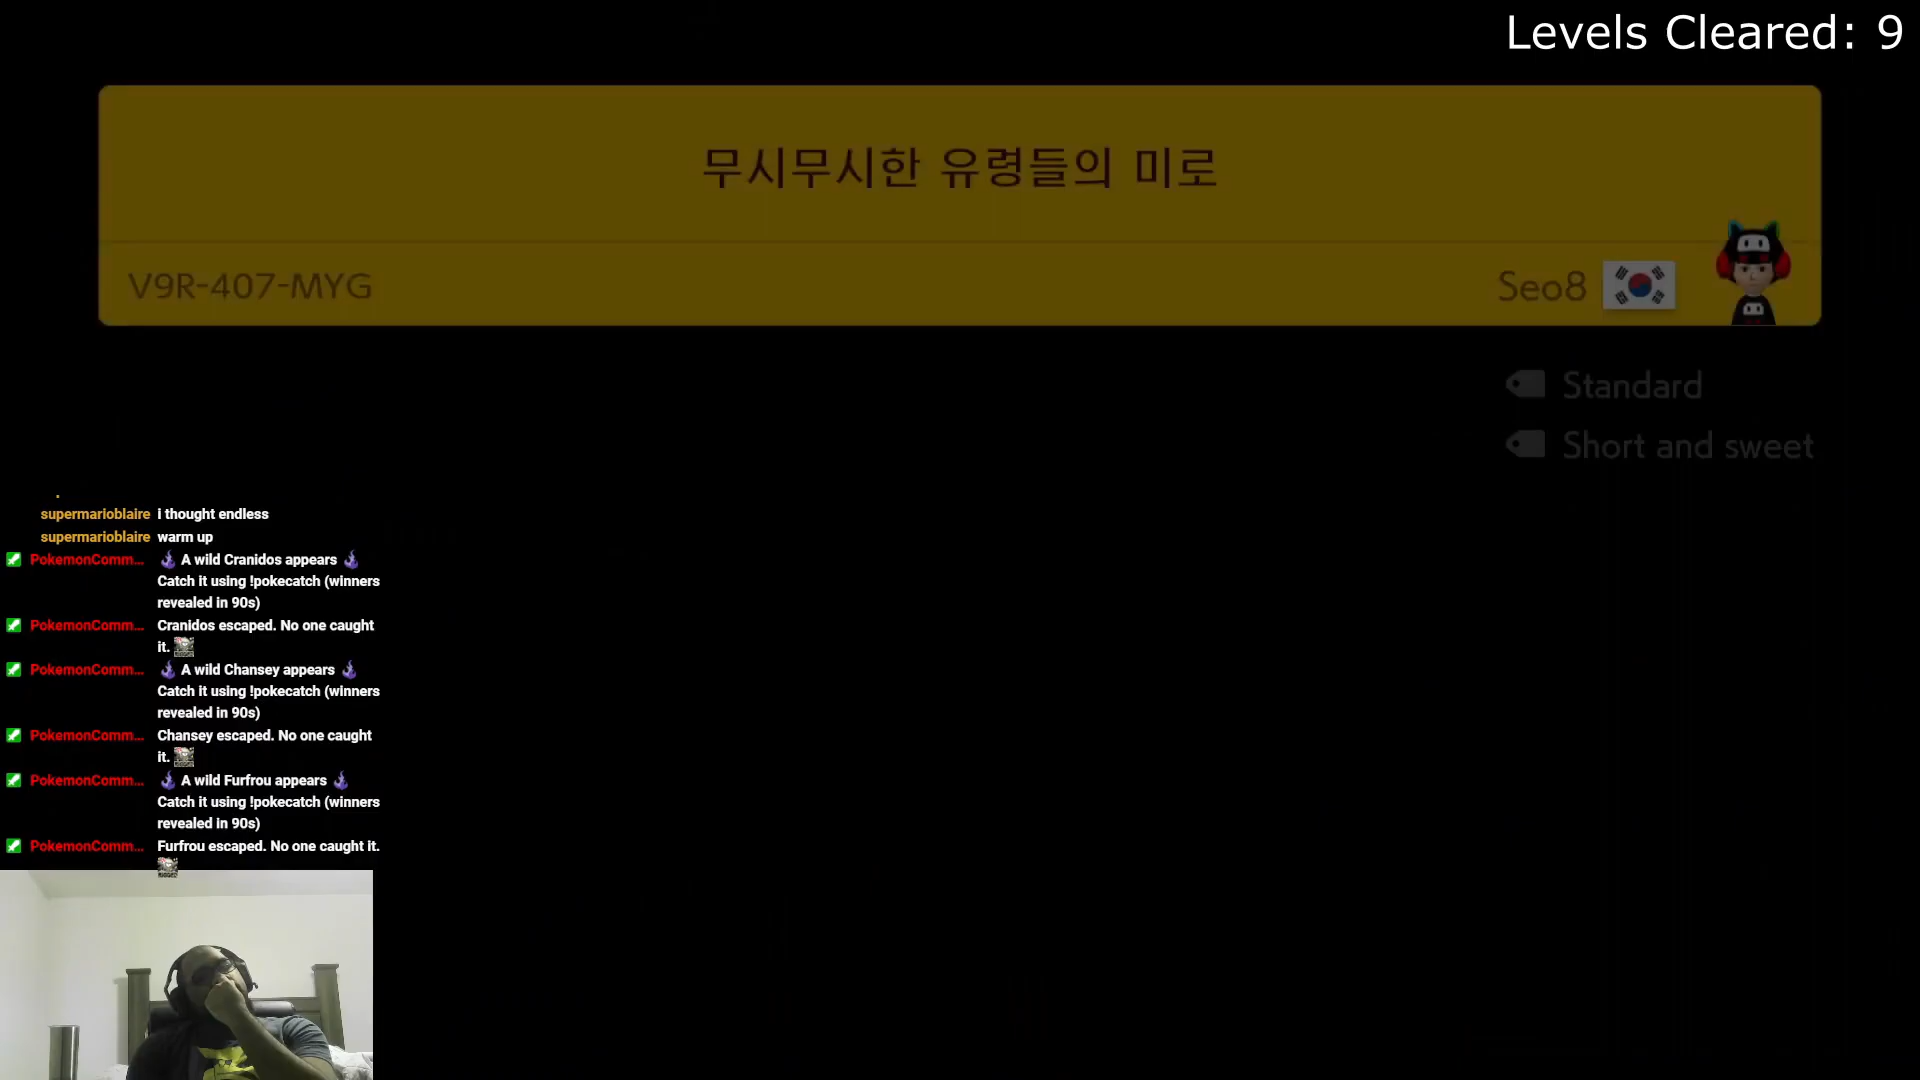 Levels Cleared: 9
무시무시한 유령들의 미로
V9R-407-MYG
Seo8
Standard
Short and sweet
supermarioblaire i thought endless
supermarioblaire warm up
PokemonComm... A wild Cranidos appears
Catch it using !pokecatch (winners
revealed in 90s)
PokemonComm... Cranidos escaped. No one caught
it.
PokemonComm... A wild Chansey appears
Catch it using !pokecatch (winners
revealed in 90s)
PokemonComm... Chansey escaped. No one caught
it.
PokemonComm... A wild Furfrou appears
Catch it using !pokecatch (winners
revealed in 90s)
PokemonComm... Furfrou escaped. No one caught it.